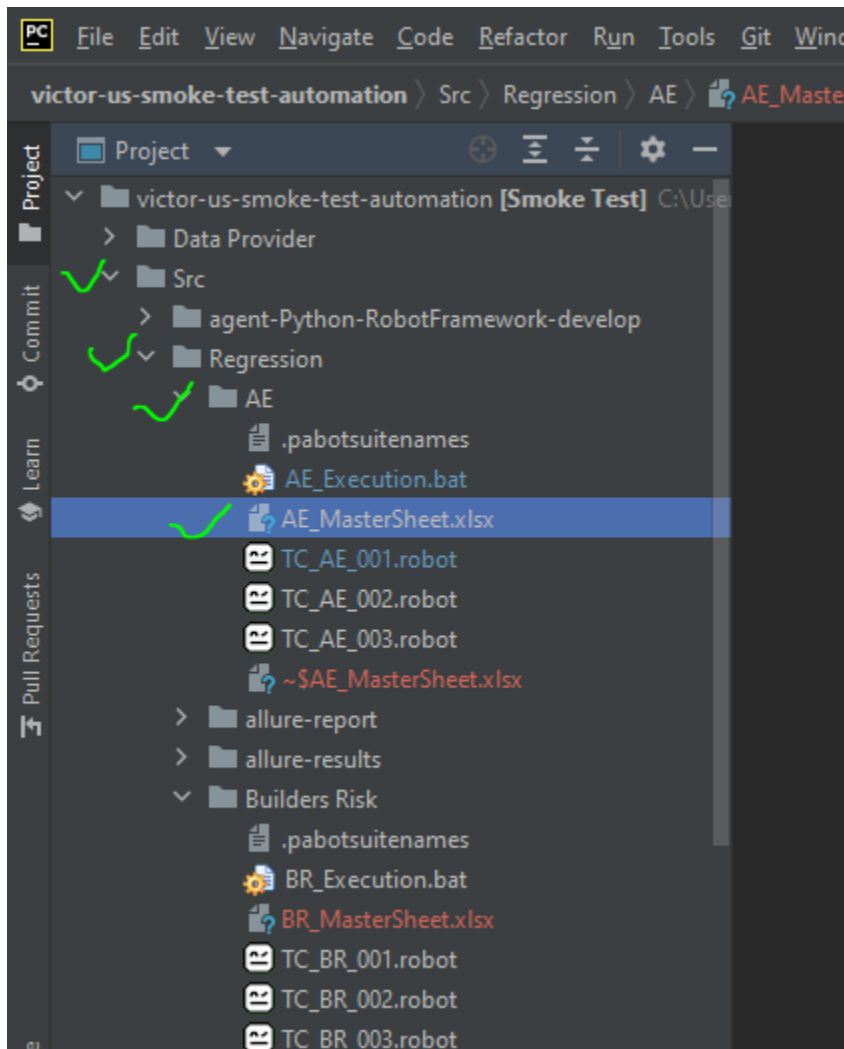 PC File Edit View Navigate Code Refactor Run Tools Git Wind
victor-us-smoke-test-automation 〉 Src 〉 Regression 〉 AE 〉 AE_Maste
Project
Project
victor-us-smoke-test-automation [Smoke Test] C:\User
Data Provider
Src
agent-Python-RobotFramework-develop
Commit
Regression
AE
.pabotsuitenames
Learn
AE_Execution.bat
AE_MasterSheet.xlsx
TC_AE_001.robot
TC_AE_002.robot
Pull Requests
TC_AE_003.robot
~$AE_MasterSheet.xlsx
allure-report
allure-results
Builders Risk
.pabotsuitenames
BR_Execution.bat
BR_MasterSheet.xlsx
TC_BR_001.robot
TC_BR_002.robot
TC_BR_003.robot